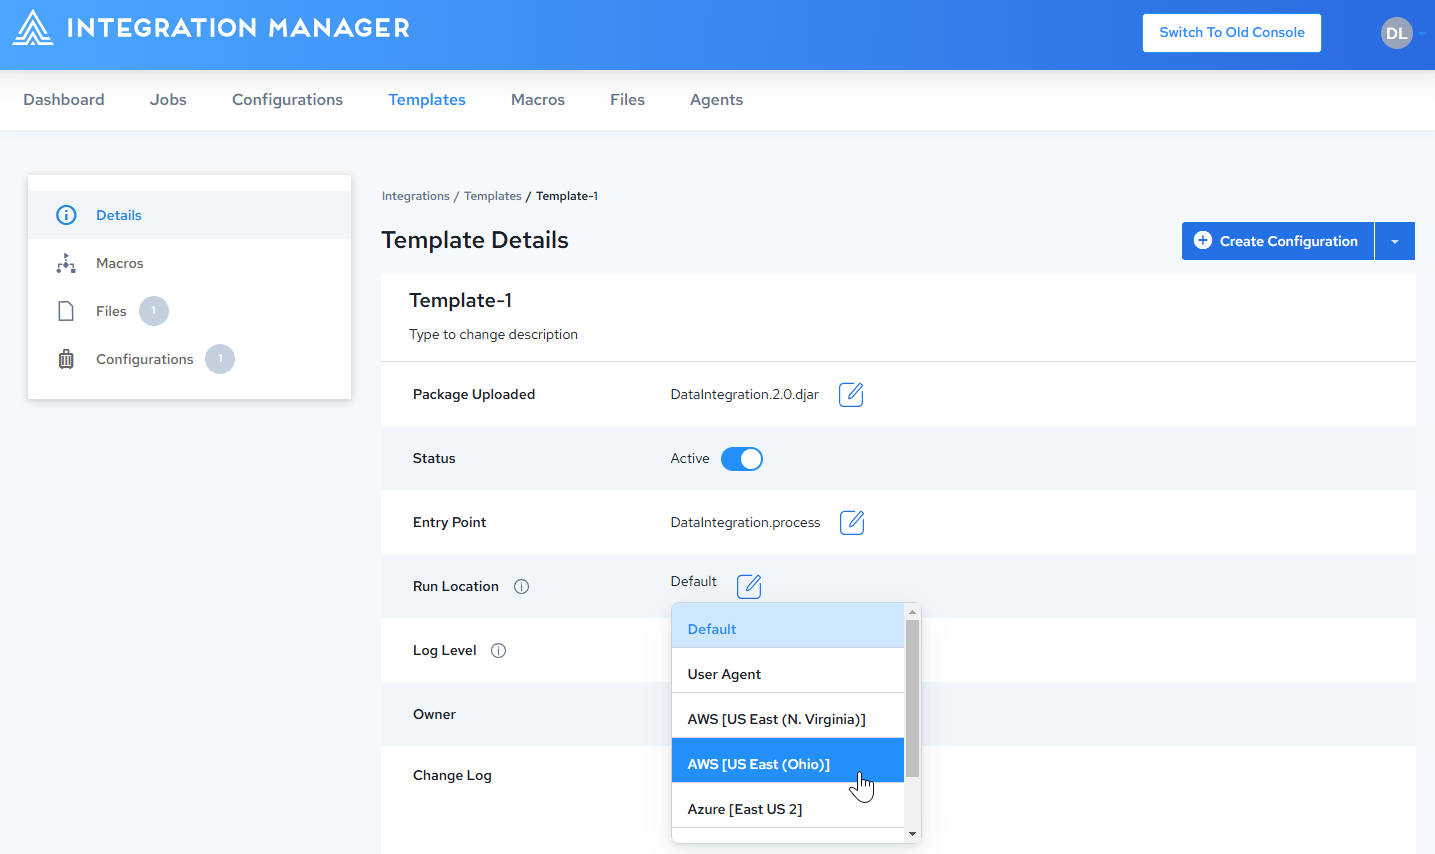 INTEGRATION MANAGER
Switch To Old Console
DL
Dashboard Jobs Configurations Templates Macros Files Agents
Details
Macros
Files 1
Configurations 1
Integrations / Templates / Template-1
Template Details
Create Configuration
Template-1
Type to change description
Package Uploaded DataIntegration.2.0.djar
Status Active
Entry Point DataIntegration.process
Run Location Default
Default
User Agent
AWS [US East (N. Virginia)]
AWS [US East (Ohio)]
Azure [East US 2]
Log Level
Owner
Change Log